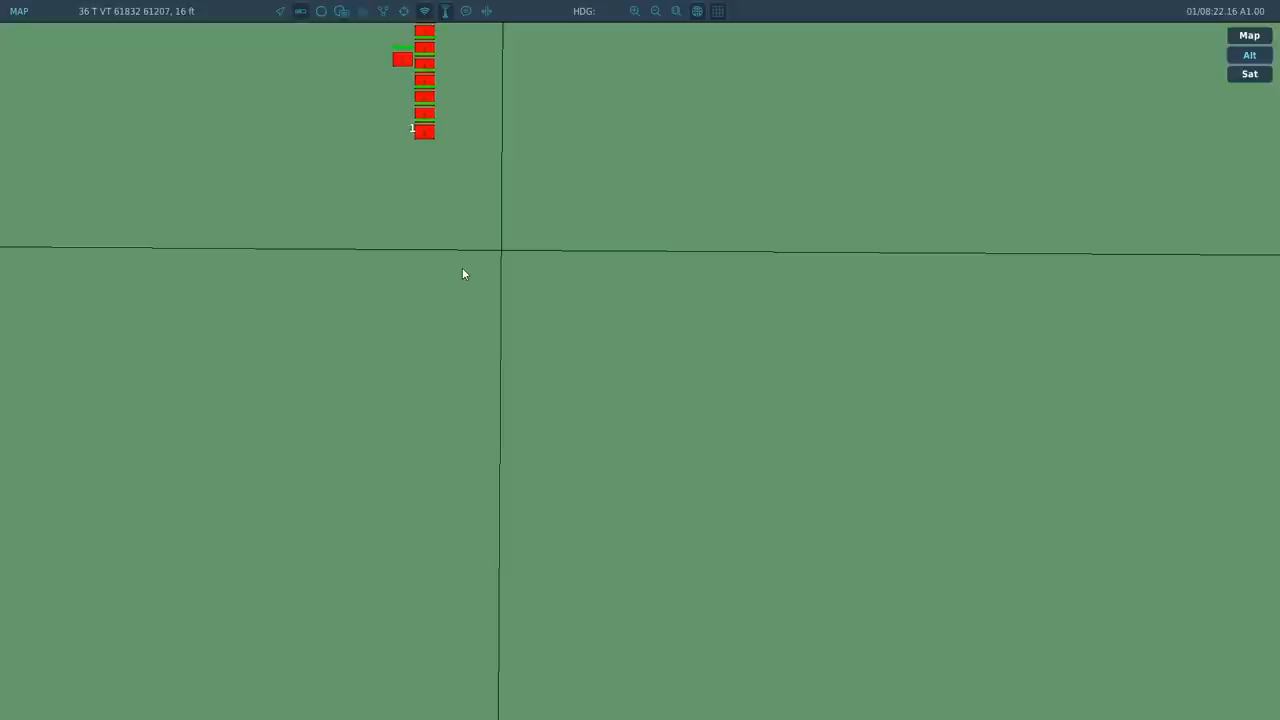 MAP
36 T VT 61832 61207, 16 ft
HDG:
01/08:22.16 A1.00
Map
Alt
Sat
1